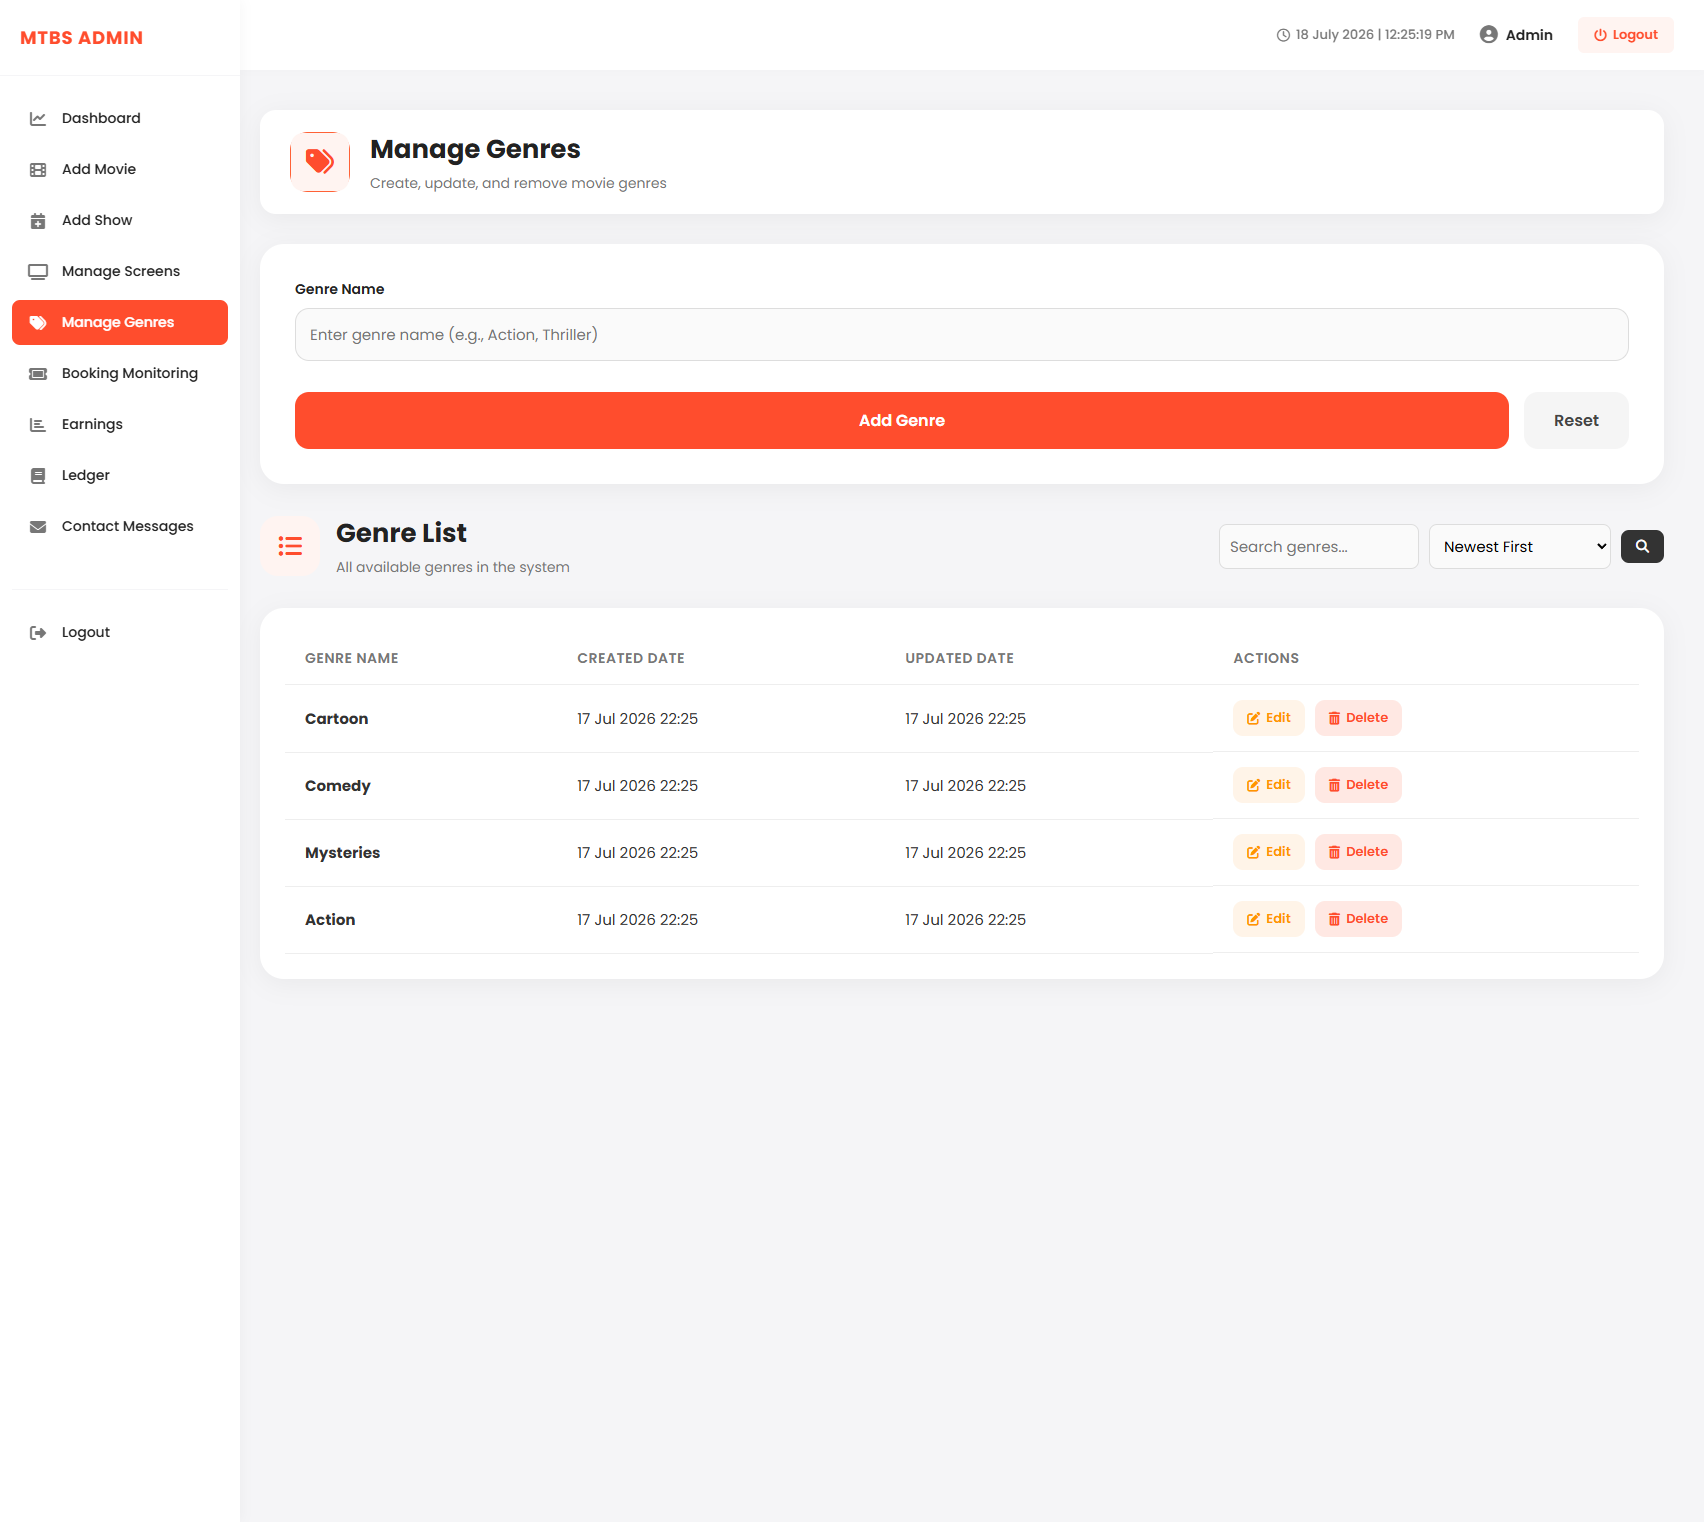 MTBS ADMIN
18 July 2026 | 12:25:19 PM
Admin
Logout
Dashboard
Add Movie
Add Show
Manage Screens
Manage Genres
Booking Monitoring
Earnings
Ledger
Contact Messages
Logout
Manage Genres
Create, update, and remove movie genres
Genre Name
Enter genre name (e.g., Action, Thriller)
Add Genre
Reset
Genre List
All available genres in the system
Search genres...
Newest First
GENRE NAME CREATED DATE UPDATED DATE ACTIONS
Cartoon 17 Jul 2026 22:25 17 Jul 2026 22:25 Edit Delete
Comedy 17 Jul 2026 22:25 17 Jul 2026 22:25 Edit Delete
Mysteries 17 Jul 2026 22:25 17 Jul 2026 22:25 Edit Delete
Action 17 Jul 2026 22:25 17 Jul 2026 22:25 Edit Delete